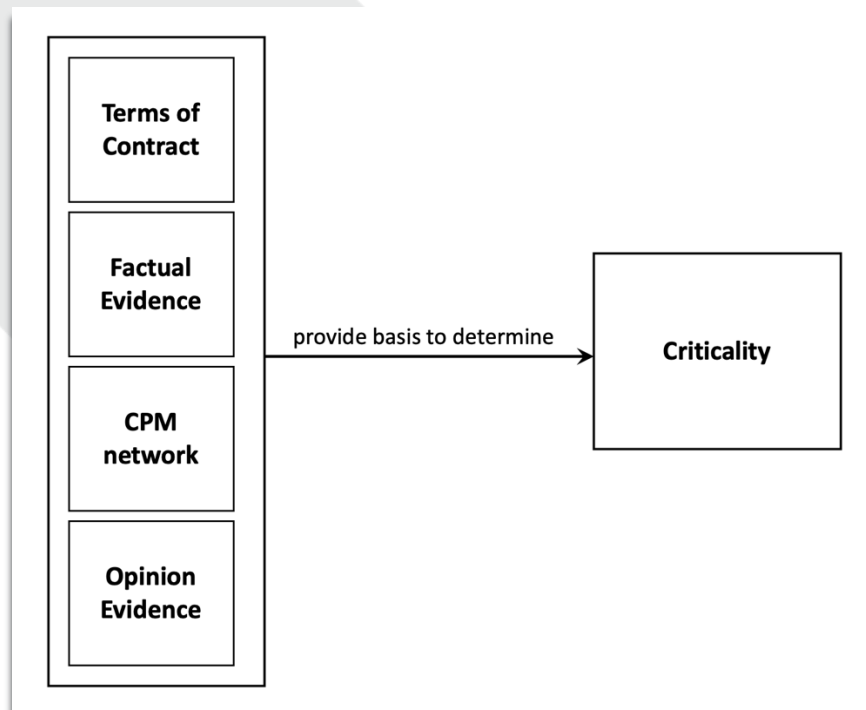 Terms of
Contract
Factual
Evidence
provide basis to determine
Criticality
CPM
network
Opinion
Evidence